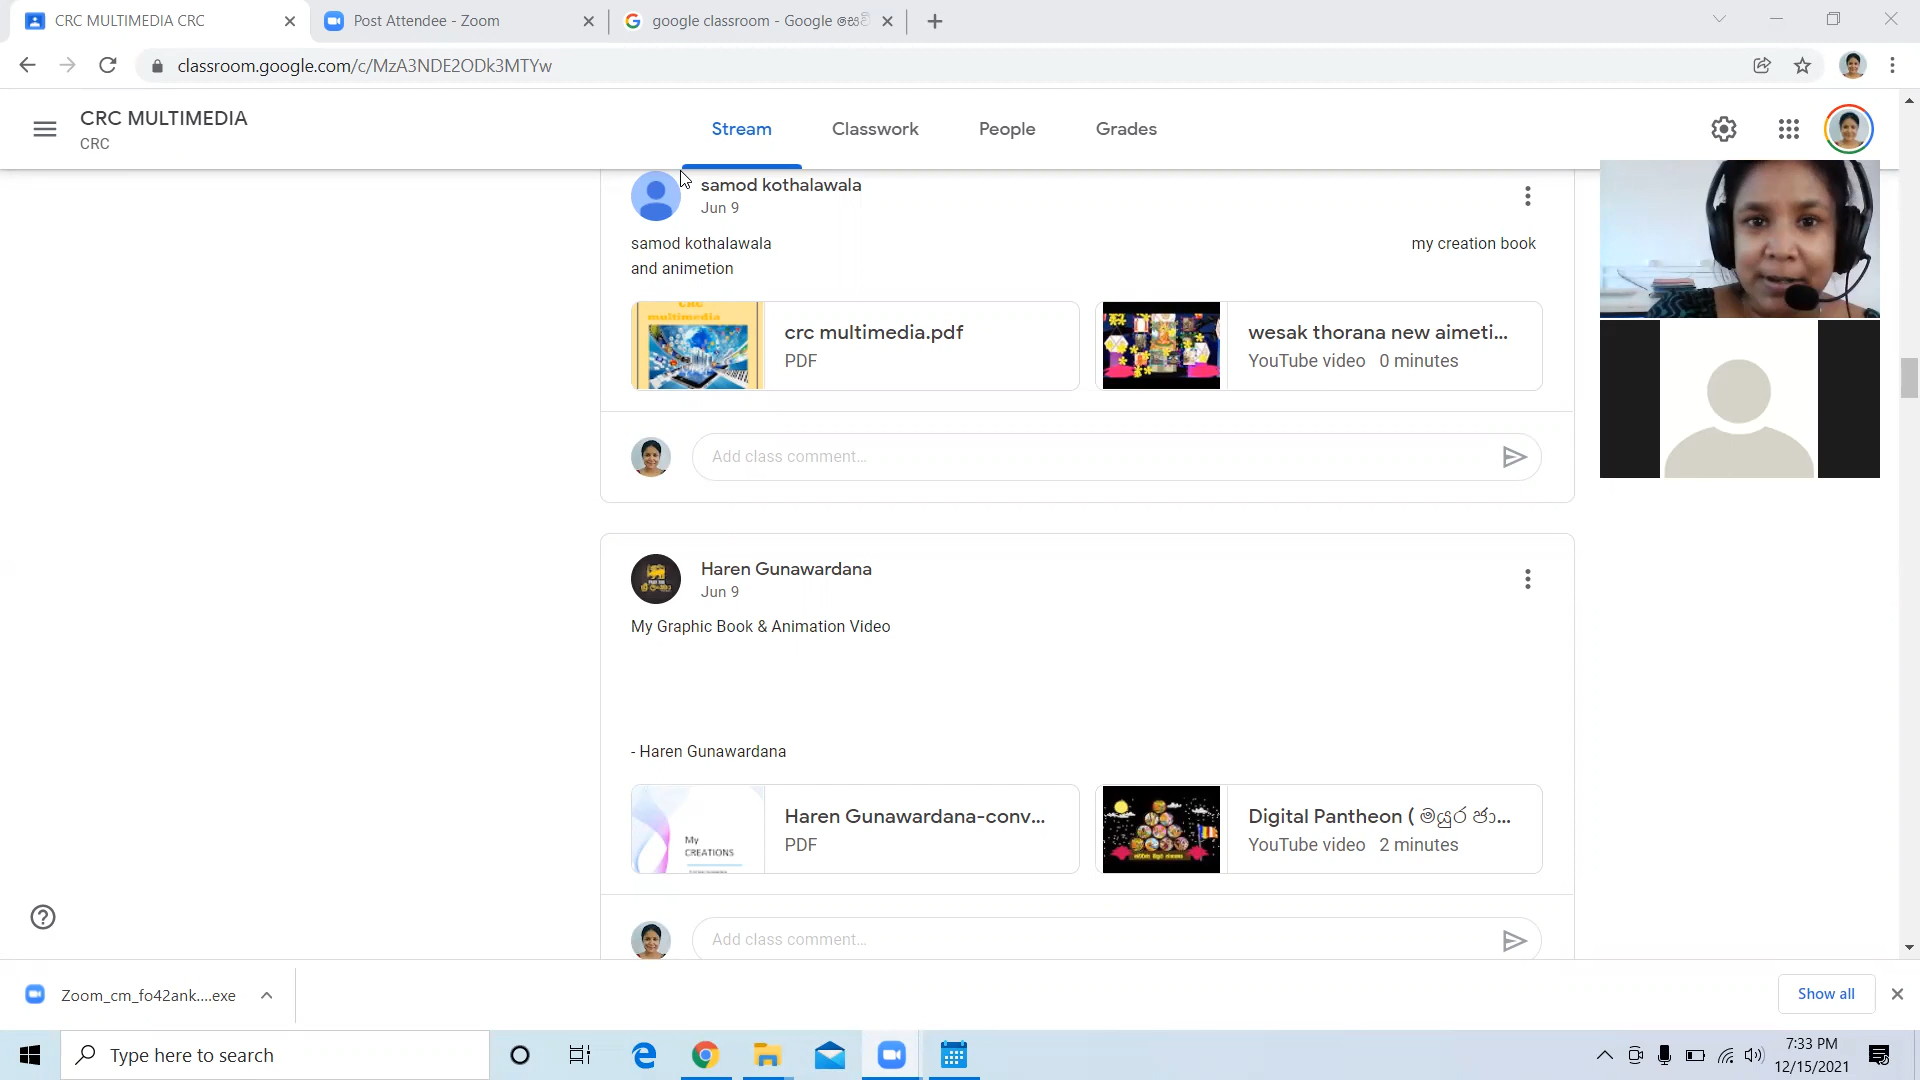 CRC MULTIMEDIA CRC
Post Attendee - Zoom
google classroom - Google සෙවි
classroom.google.com/c/MzA3NDE2ODk3MTYw
CRC MULTIMEDIA
CRC
Stream
Classwork
People
Grades
samod kothalawala
Jun 9
samod kothalawala my creation book
and animetion
CRC
multimedia
crc multimedia.pdf
PDF
wesak thorana new aimeti...
YouTube video 0 minutes
Add class comment...
Haren Gunawardana
Jun 9
My Graphic Book & Animation Video
- Haren Gunawardana
My
CREATIONS
Haren Gunawardana-conv...
PDF
Digital Pantheon ( මයුර ජා...
YouTube video 2 minutes
Add class comment...
Zoom_cm_fo42ank....exe
Show all
Type here to search
7:33 PM
12/15/2021